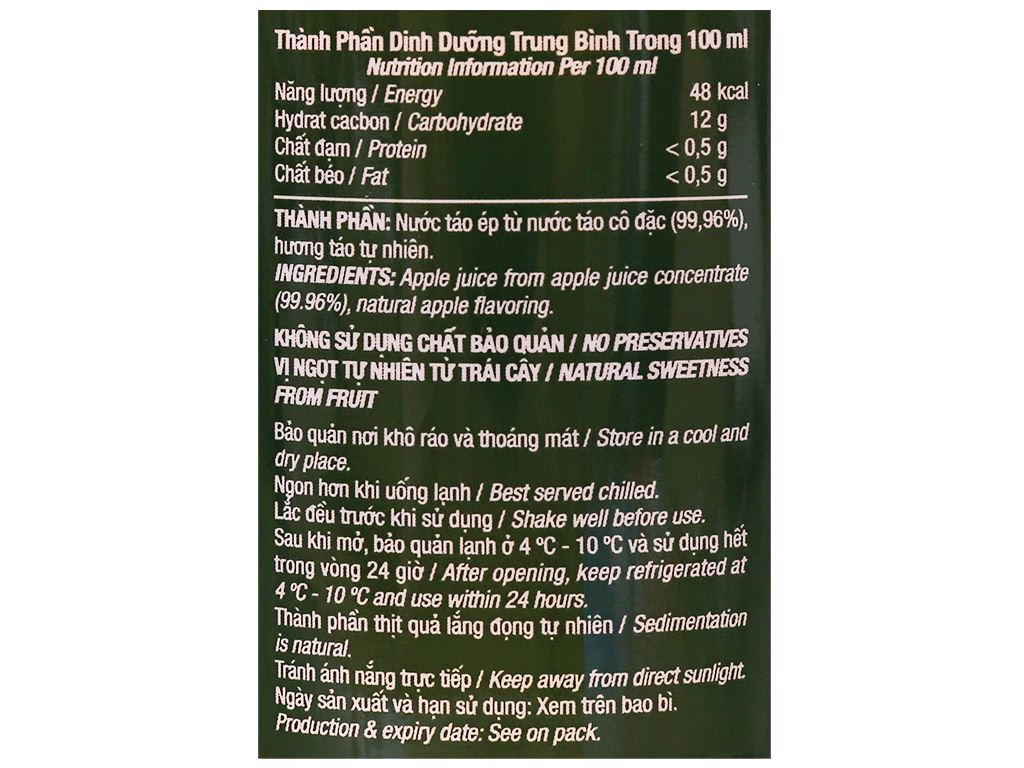 Thành Phần Dinh Dưỡng Trung Bình Trong 100 ml
Nutrition Information Per 100 ml
Năng lượng / Energy 48 kcal
Hydrat cacbon / Carbohydrate 12 g
Chất đạm / Protein < 0,5 g
Chất béo / Fat < 0,5 g
THÀNH PHẦN: Nước táo ép từ nước táo cô đặc (99,96%),
hương táo tự nhiên.
INGREDIENTS: Apple juice from apple juice concentrate
(99.96%), natural apple flavoring.
KHÔNG SỬ DỤNG CHẤT BẢO QUẢN / NO PRESERVATIVES
VỊ NGỌT TỰ NHIÊN TỪ TRÁI CÂY / NATURAL SWEETNESS
FROM FRUIT
Bảo quản nơi khô ráo và thoáng mát / Store in a cool and
dry place.
Ngon hơn khi uống lạnh / Best served chilled.
Lắc đều trước khi sử dụng / Shake well before use.
Sau khi mở, bảo quản lạnh ở 4 ºC - 10 ºC và sử dụng hết
trong vòng 24 giờ / After opening, keep refrigerated at
4 ºC - 10 ºC and use within 24 hours.
Thành phần thịt quả lắng đọng tự nhiên / Sedimentation
is natural.
Tránh ánh nắng trực tiếp / Keep away from direct sunlight.
Ngày sản xuất và hạn sử dụng: Xem trên bao bì.
Production & expiry date: See on pack.